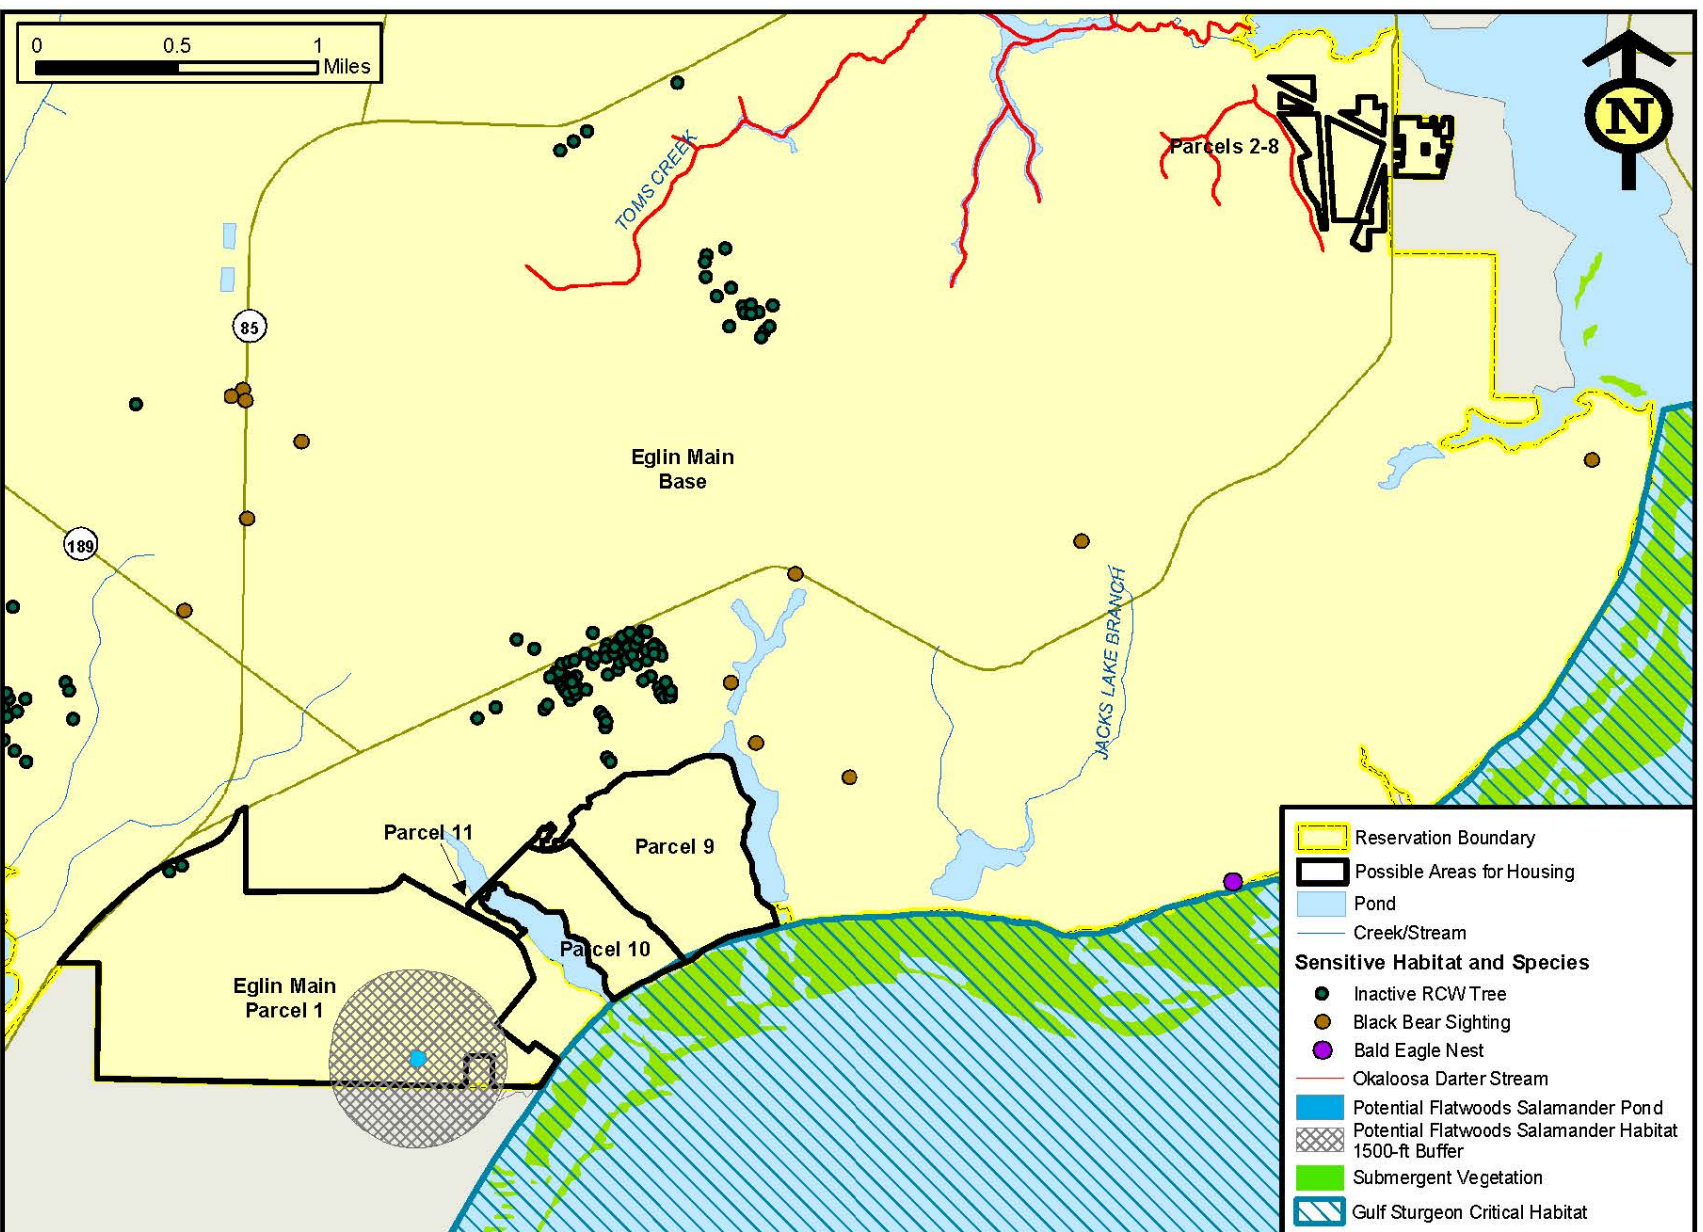 0 0.5 1
Miles
N
TOMS CREEK
Parcels 2-8
85
Eglin Main
Base
189
JACKS LAKE BRANCH
Parcel 11
Parcel 9
Parcel 10
Eglin Main
Parcel 1
Reservation Boundary
Possible Areas for Housing
Pond
Creek/Stream
Sensitive Habitat and Species
Inactive RCW Tree
Black Bear Sighting
Bald Eagle Nest
Okaloosa Darter Stream
Potential Flatwoods Salamander Pond
Potential Flatwoods Salamander Habitat
1500-ft Buffer
Submergent Vegetation
Gulf Sturgeon Critical Habitat